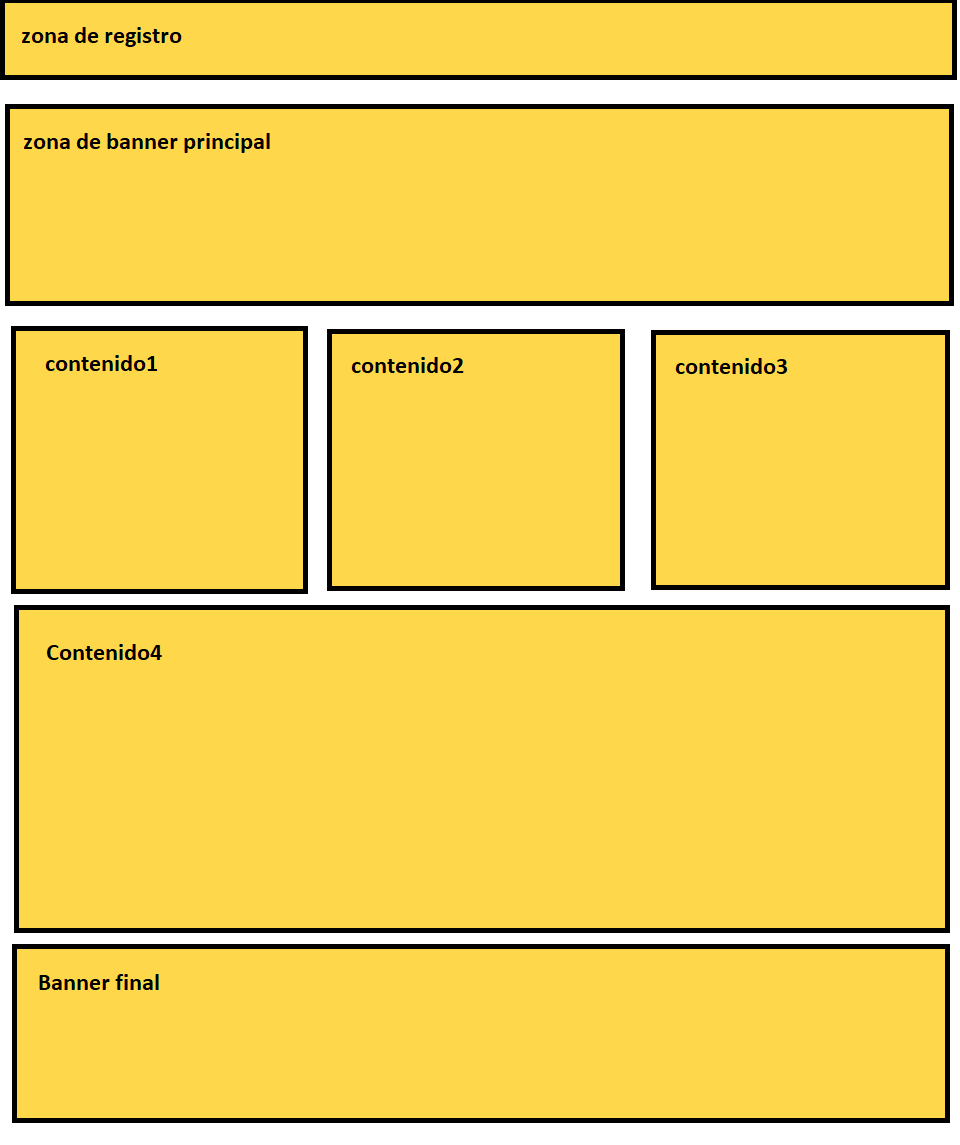 zona de registro
zona de banner principal
contenido1
contenido2
contenido3
Contenido4
Banner final